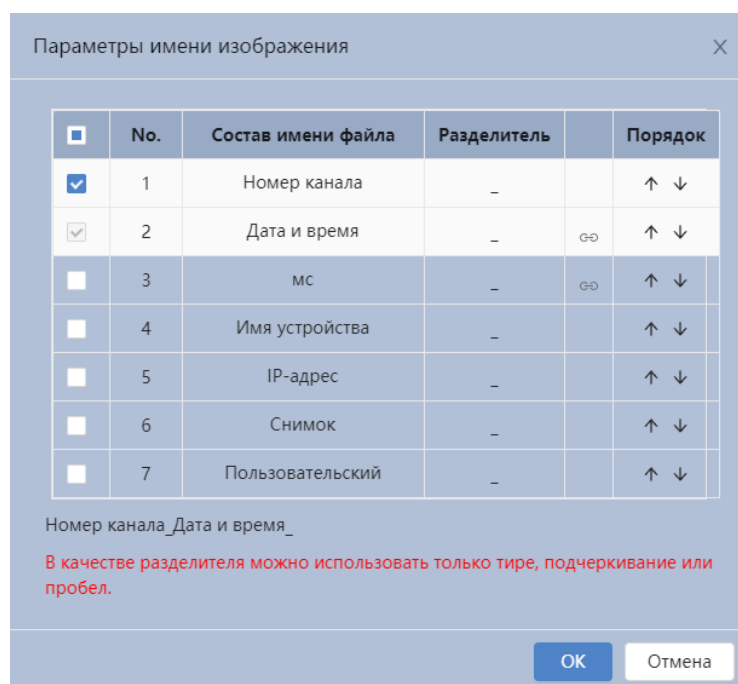 Параметры имени изображения
No. Состав имени файла Разделитель Порядок
1 Номер канала _
2 Дата и время _
3 мс _
4 Имя устройства _
5 IP-адрес _
6 Снимок _
7 Пользовательский _
Номер канала_Дата и время_
В качестве разделителя можно использовать только тире, подчеркивание или
пробел.
OK Отмена